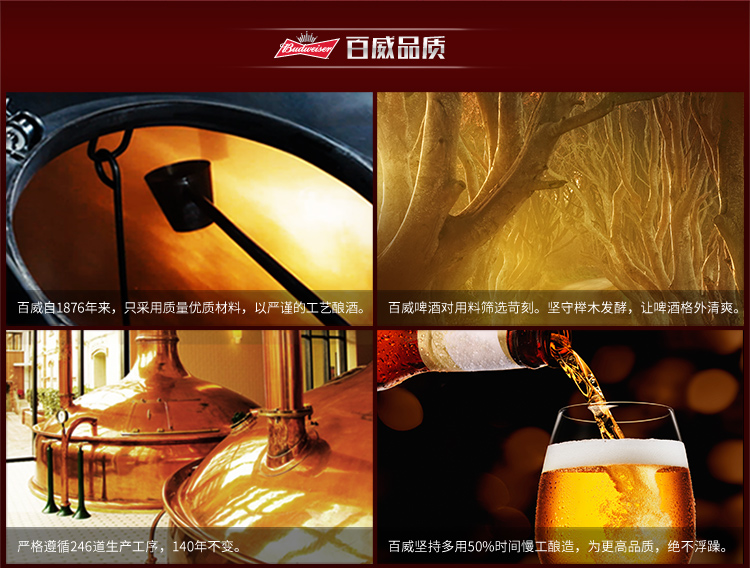 Budweiser 百威品质
百威自1876年来，只采用质量优质材料，以严谨的工艺酿酒。
百威啤酒对用料筛选苛刻。坚守榉木发酵，让啤酒格外清爽。
严格遵循246道生产工序，140年不变。
百威坚持多用50%时间慢工酿造，为更高品质，绝不浮躁。